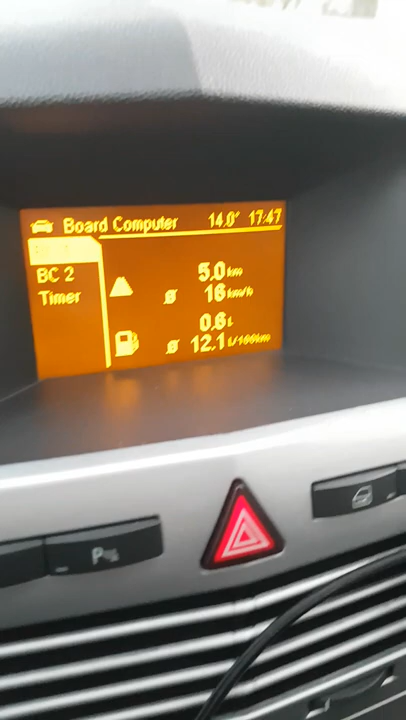 Board Computer 14.0° 17:47
BC 2
Timer
5.0 km
ø 16 km/h
0.6 L
ø 12.1 L/100km
P